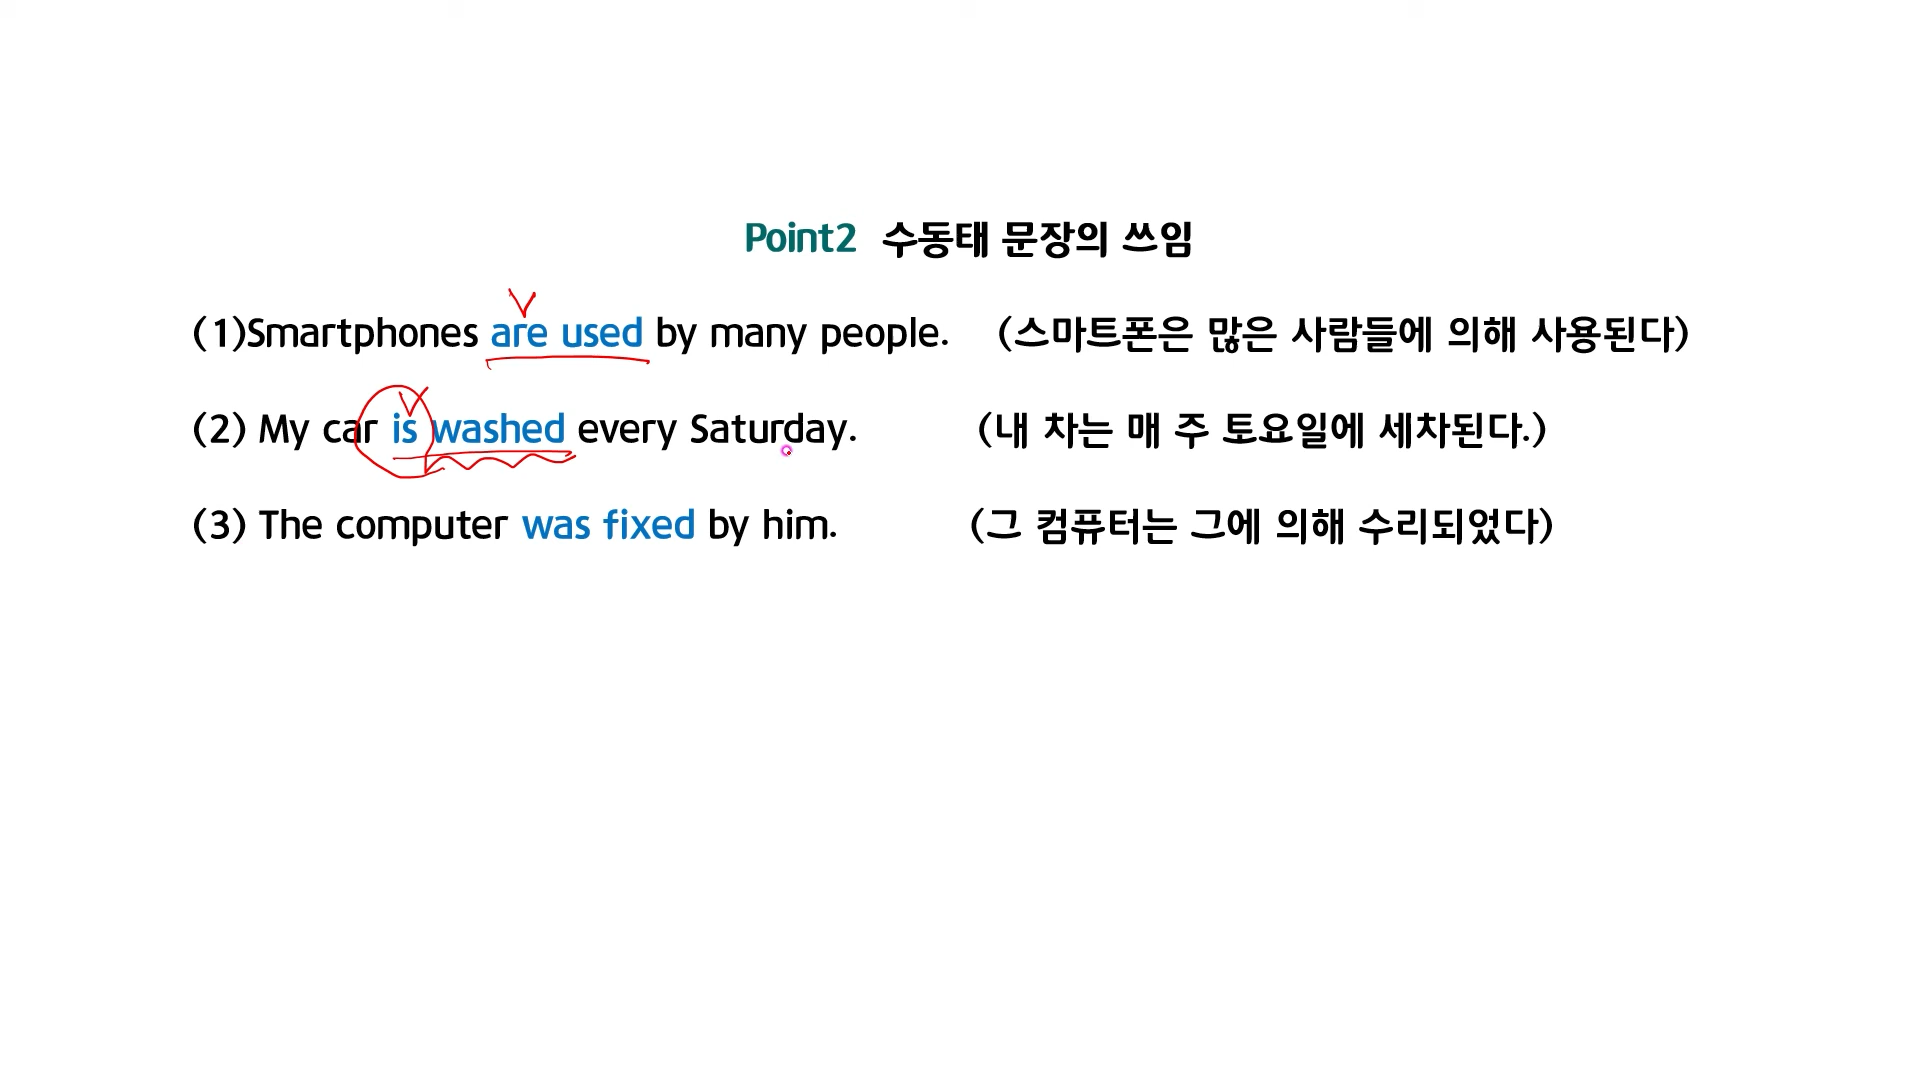 Point2 수동태 문장의 쓰임
(1)Smartphones are used by many people. (스마트폰은 많은 사람들에 의해 사용된다)
(2) My car is washed every Saturday. (내 차는 매 주 토요일에 세차된다.)
(3) The computer was fixed by him. (그 컴퓨터는 그에 의해 수리되었다)